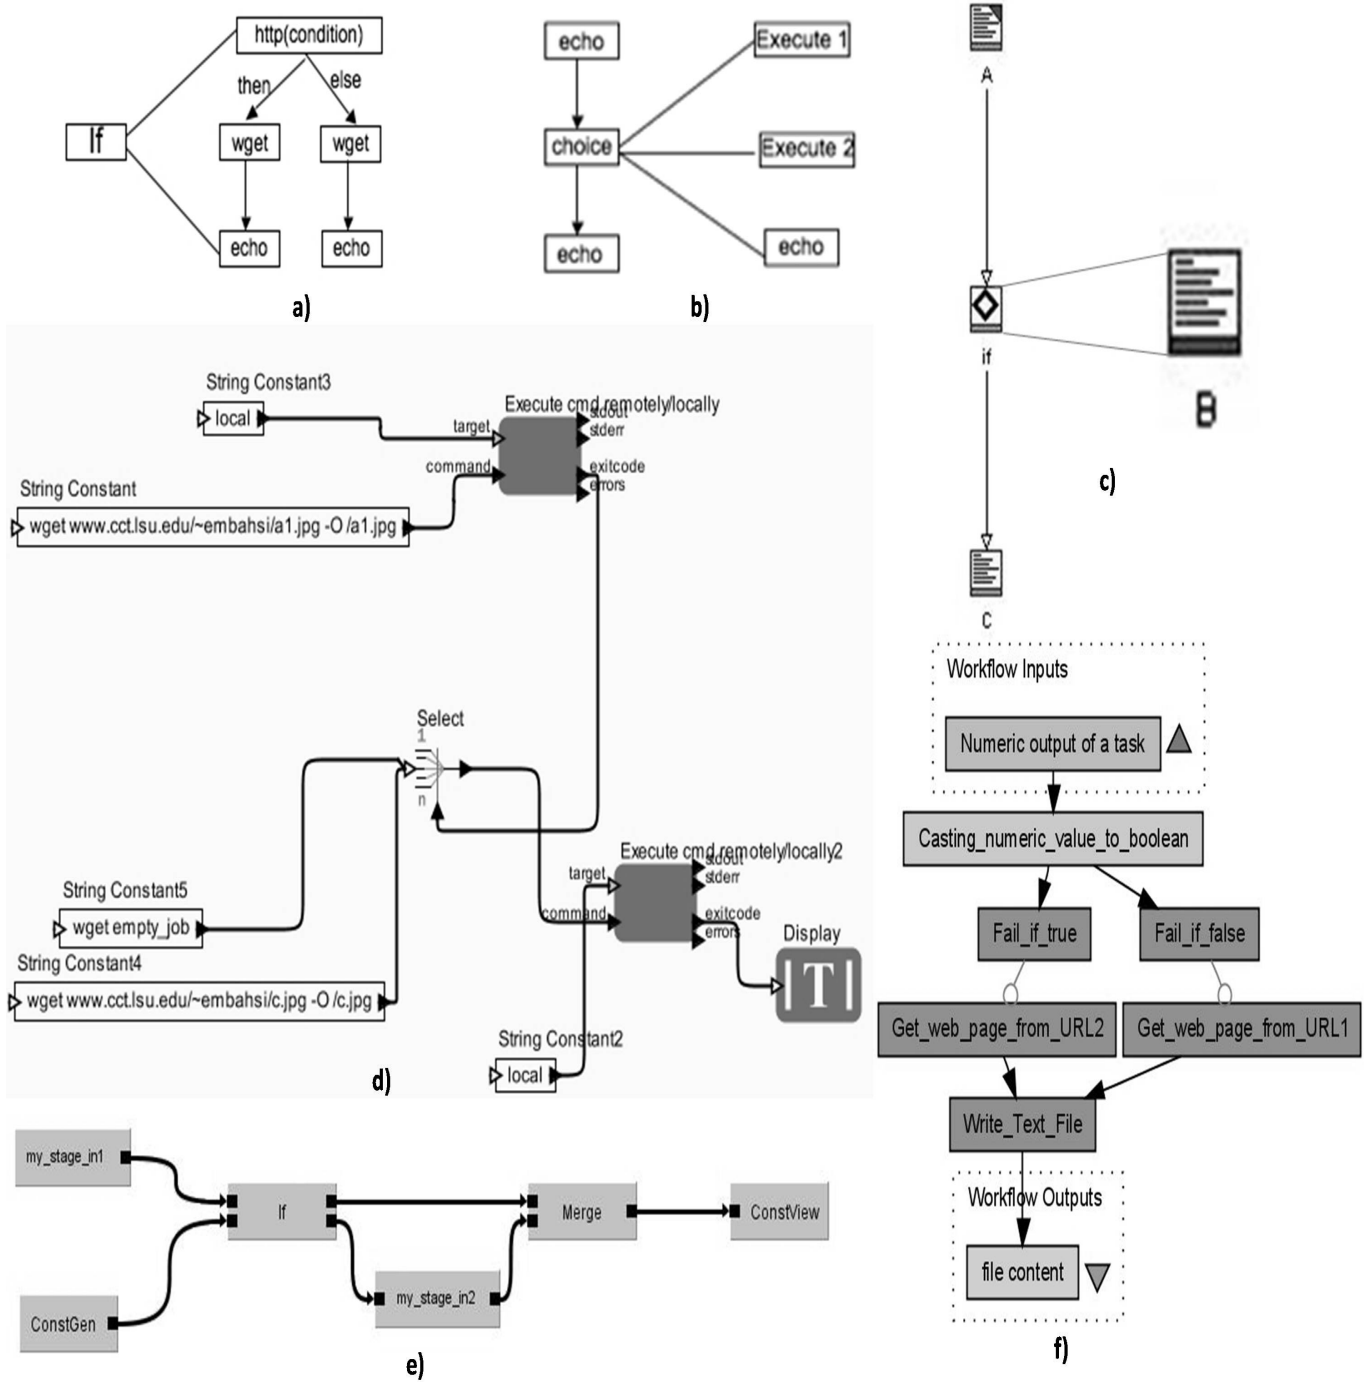 http(condition)
then
else
If
wget
wget
echo
echo
a)
echo
choice
echo
Execute 1
Execute 2
echo
b)
A
if
B
C
c)
String Constant3
local
Execute cmd remotely/locally
target
command
stdout
stderr
exitcode
errors
String Constant
wget www.cct.lsu.edu/~embahsi/a1.jpg -O /a1.jpg
Select
1
n
String Constant5
wget empty_job
String Constant4
wget www.cct.lsu.edu/~embahsi/c.jpg -O /c.jpg
Execute cmd remotely/locally2
target
command
stdout
stderr
exitcode
errors
Display
T
String Constant2
local
d)
my_stage_in1
If
Merge
ConstView
my_stage_in2
ConstGen
e)
Workflow Inputs
Numeric output of a task
Casting_numeric_value_to_boolean
Fail_if_true
Fail_if_false
Get_web_page_from_URL2
Get_web_page_from_URL1
Write_Text_File
Workflow Outputs
file content
f)